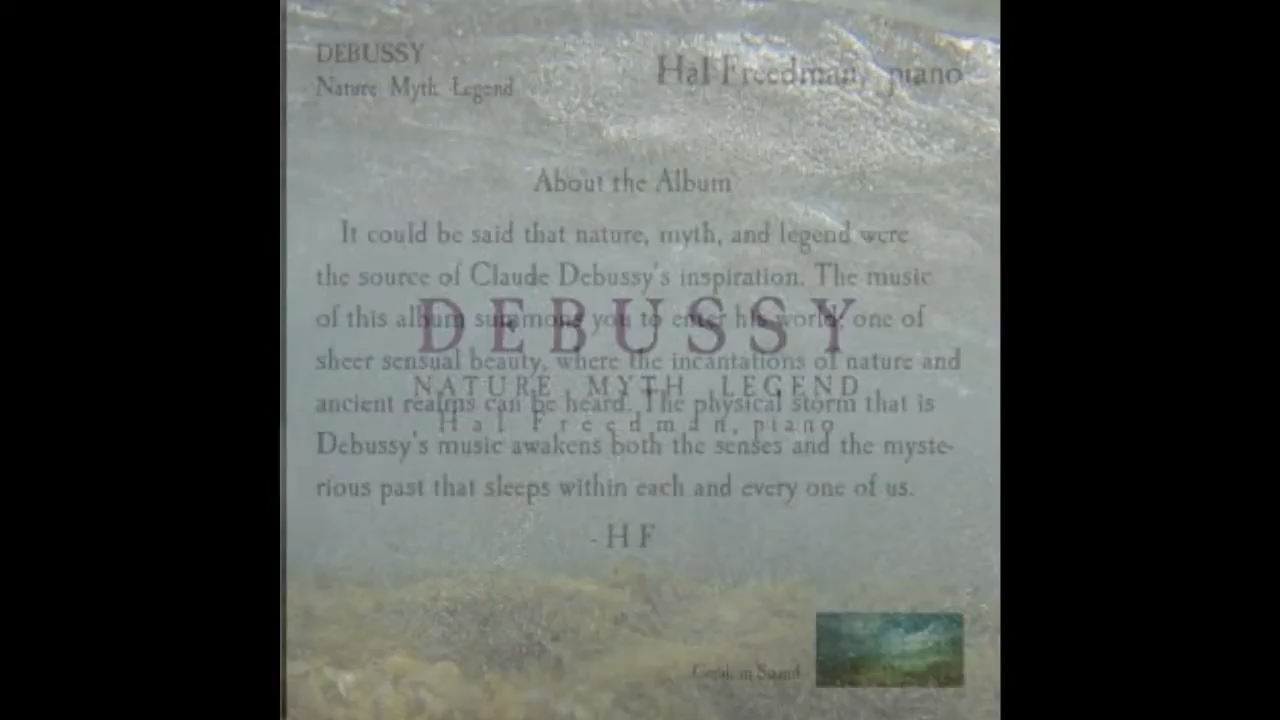 DEBUSSY
Nature Myth Legend
Hal Freedman, piano
About the Album
It could be said that nature, myth, and legend were
the source of Claude Debussy's inspiration. The music
of this album summons you to enter his world; one of
sheer sensual beauty, where the incantations of nature and
ancient realms can be heard. The physical storm that is
Debussy's music awakens both the senses and the myste-
rious past that sleeps within each and every one of us.
- H F
DEBUSSY
NATURE MYTH LEGEND
Hal Freedman, piano
Sound